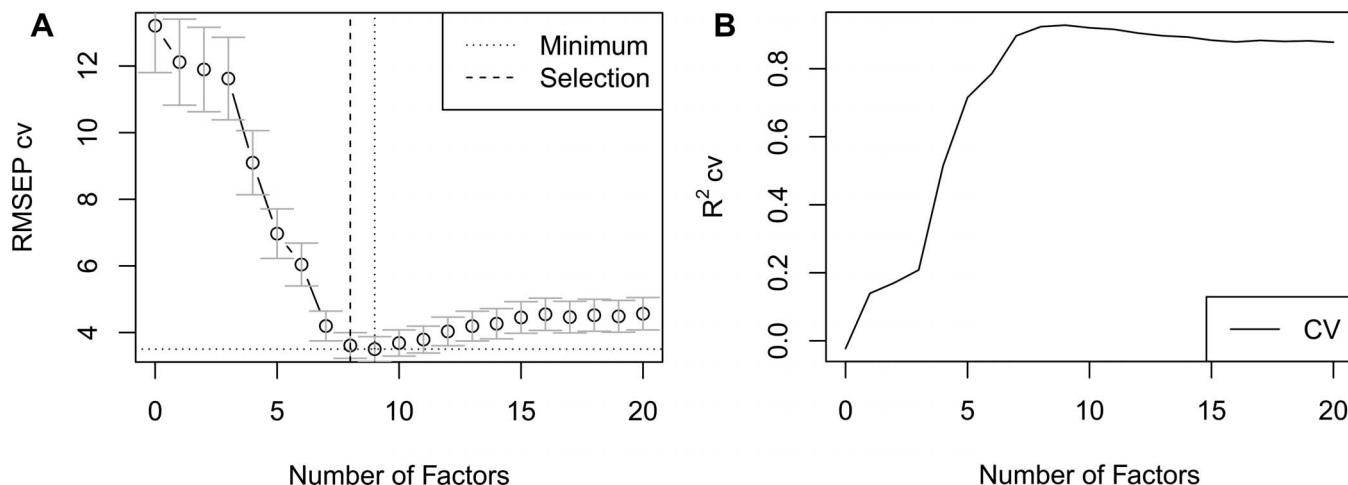 A
Minimum
Selection
RMSEP cv
12
10
8
6
4
0 5 10 15 20
Number of Factors
B
R² cv
0.8
0.6
0.4
0.2
0.0
CV
0 5 10 15 20
Number of Factors